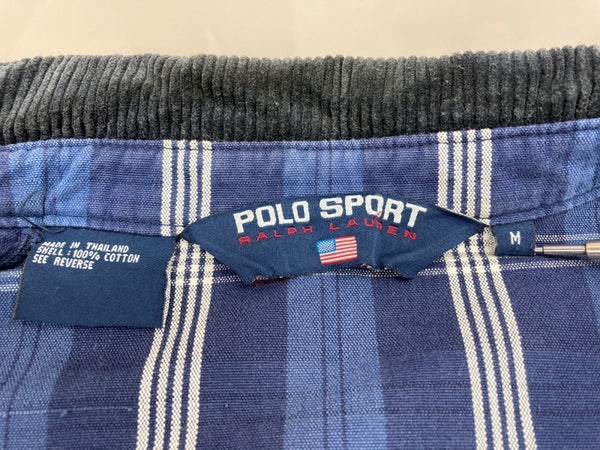 POLO SPORT
RALPH LAUREN
M
MADE IN THAILAND
SHELL : 100% COTTON
SEE REVERSE